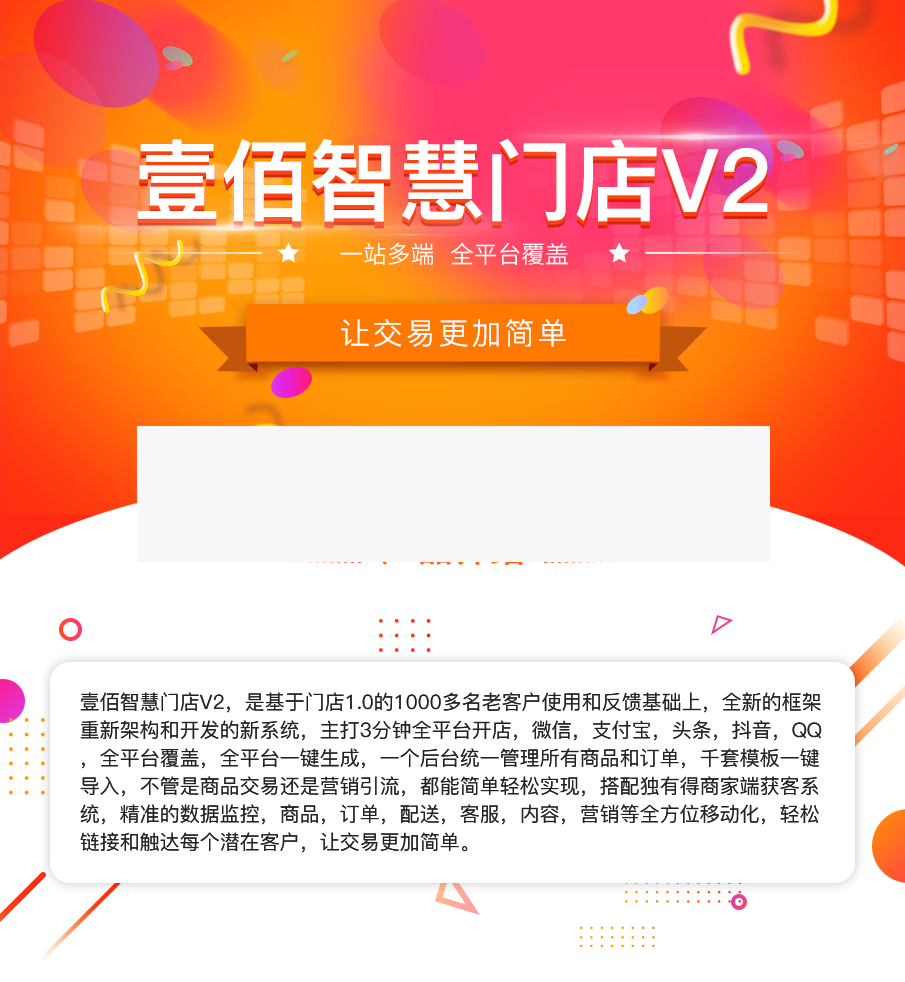 壹佰智慧门店V2
一站多端 全平台覆盖
让交易更加简单
壹佰智慧门店V2，是基于门店1.0的1000多名老客户使用和反馈基础上，全新的框架
重新架构和开发的新系统，主打3分钟全平台开店，微信，支付宝，头条，抖音，QQ
，全平台覆盖，全平台一键生成，一个后台统一管理所有商品和订单，千套模板一键
导入，不管是商品交易还是营销引流，都能简单轻松实现，搭配独有得商家端获客系
统，精准的数据监控，商品，订单，配送，客服，内容，营销等全方位移动化，轻松
链接和触达每个潜在客户，让交易更加简单。